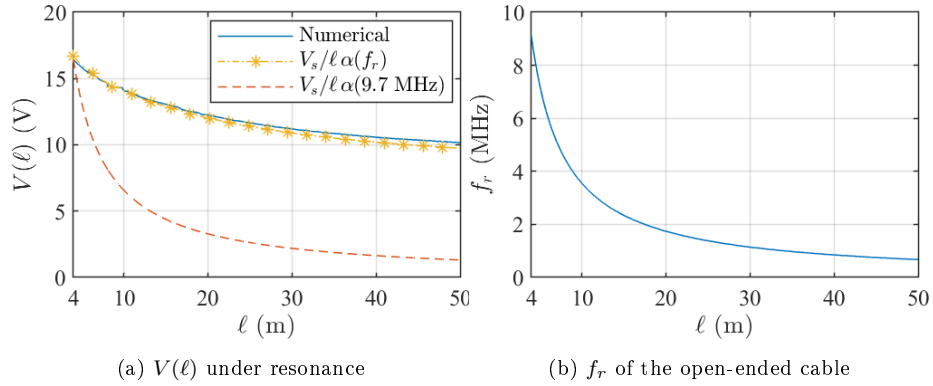 20
15
10
5
0
V(ℓ) (V)
4 10 20 30 40 50
ℓ (m)
Numerical
V_s/ℓ α(f_r)
V_s/ℓ α(9.7 MHz)
(a) V(ℓ) under resonance
10
8
6
4
2
0
f_r (MHz)
4 10 20 30 40 50
ℓ (m)
(b) f_r of the open-ended cable